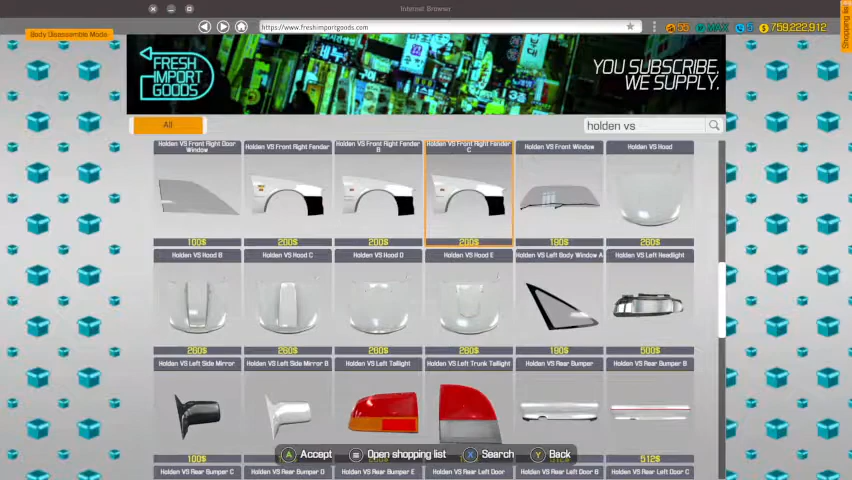 Internet Browser
Body Disassemble Mode
https://www.freshimportgoods.com
55
MAX
5
759,222,912
FRESH
IMPORT
GOODS
YOU SUBSCRIBE.
WE SUPPLY.
All
holden vs
Holden VS Front Right Door
Window
Holden VS Front Right Fender
Holden VS Front Right Fender
B
Holden VS Front Right Fender
C
Holden VS Front Window
Holden VS Hood
100$
200$
200$
200$
190$
260$
Holden VS Hood B
Holden VS Hood C
Holden VS Hood D
Holden VS Hood E
Holden VS Left Body Window A
Holden VS Left Headlight
260$
260$
260$
260$
190$
500$
Holden VS Left Side Mirror
Holden VS Left Side Mirror B
Holden VS Left Taillight
Holden VS Left Trunk Taillight
Holden VS Rear Bumper
Holden VS Rear Bumper B
100$
512$
A Accept
Open shopping list
X Search
Y Back
Holden VS Rear Bumper C
Holden VS Rear Bumper D
Holden VS Rear Bumper E
Holden VS Rear Left Door
Holden VS Rear Left Door B
Holden VS Rear Left Door C